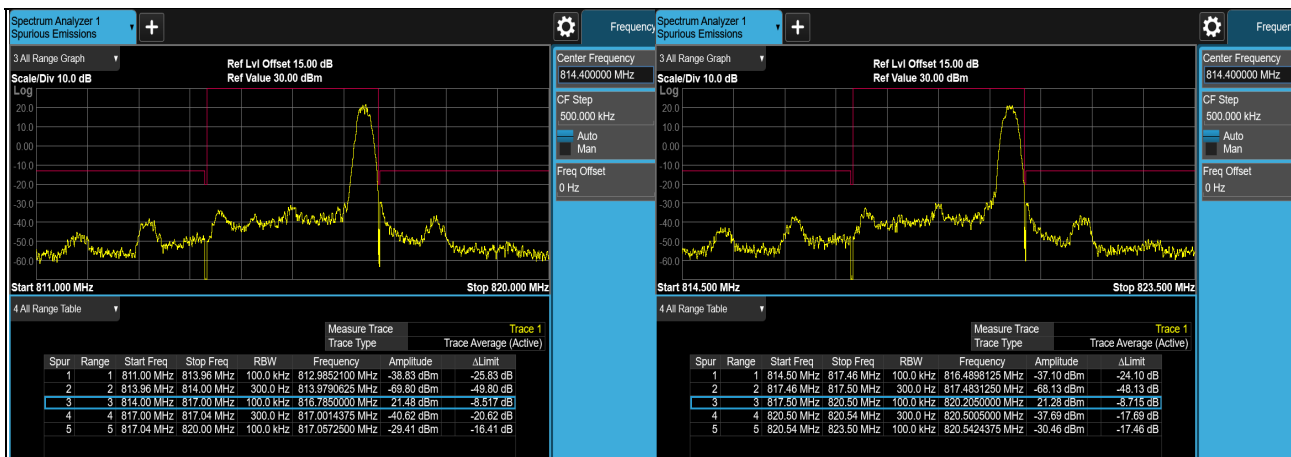 Spectrum Analyzer 1
Spurious Emissions
+
Frequency
3 All Range Graph
Ref Lvl Offset 15.00 dB
Scale/Div 10.0 dB
Ref Value 30.00 dBm
Log
20.0
10.0
0.00
-10.0
-20.0
-30.0
-40.0
-50.0
-60.0
Start 811.000 MHz
Stop 820.000 MHz
Center Frequency
814.400000 MHz
CF Step
500.000 kHz
Auto
Man
Freq Offset
0 Hz
4 All Range Table
Measure Trace Trace 1
Trace Type Trace Average (Active)
Spur Range Start Freq Stop Freq RBW Frequency Amplitude ΔLimit
1 1 811.00 MHz 813.96 MHz 100.0 kHz 812.9852100 MHz -38.83 dBm -25.83 dB
2 2 813.96 MHz 814.00 MHz 300.0 Hz 813.9790625 MHz -69.80 dBm -49.80 dB
3 3 814.00 MHz 817.00 MHz 100.0 kHz 816.7850000 MHz 21.48 dBm -8.517 dB
4 4 817.00 MHz 817.04 MHz 300.0 Hz 817.0014375 MHz -40.62 dBm -20.62 dB
5 5 817.04 MHz 820.00 MHz 100.0 kHz 817.0572500 MHz -29.41 dBm -16.41 dB
Spectrum Analyzer 1
Spurious Emissions
+
Frequen
3 All Range Graph
Ref Lvl Offset 15.00 dB
Scale/Div 10.0 dB
Ref Value 30.00 dBm
Log
20.0
10.0
0.00
-10.0
-20.0
-30.0
-40.0
-50.0
-60.0
Start 814.500 MHz
Stop 823.500 MHz
Center Frequency
814.400000 MHz
CF Step
500.000 kHz
Auto
Man
Freq Offset
0 Hz
4 All Range Table
Measure Trace Trace 1
Trace Type Trace Average (Active)
Spur Range Start Freq Stop Freq RBW Frequency Amplitude ΔLimit
1 1 814.50 MHz 817.46 MHz 100.0 kHz 816.4898125 MHz -37.10 dBm -24.10 dB
2 2 817.46 MHz 817.50 MHz 300.0 Hz 817.4831250 MHz -68.13 dBm -48.13 dB
3 3 817.50 MHz 820.50 MHz 100.0 kHz 820.2050000 MHz 21.28 dBm -8.715 dB
4 4 820.50 MHz 820.54 MHz 300.0 Hz 820.5005000 MHz -37.69 dBm -17.69 dB
5 5 820.54 MHz 823.50 MHz 100.0 kHz 820.5424375 MHz -30.46 dBm -17.46 dB